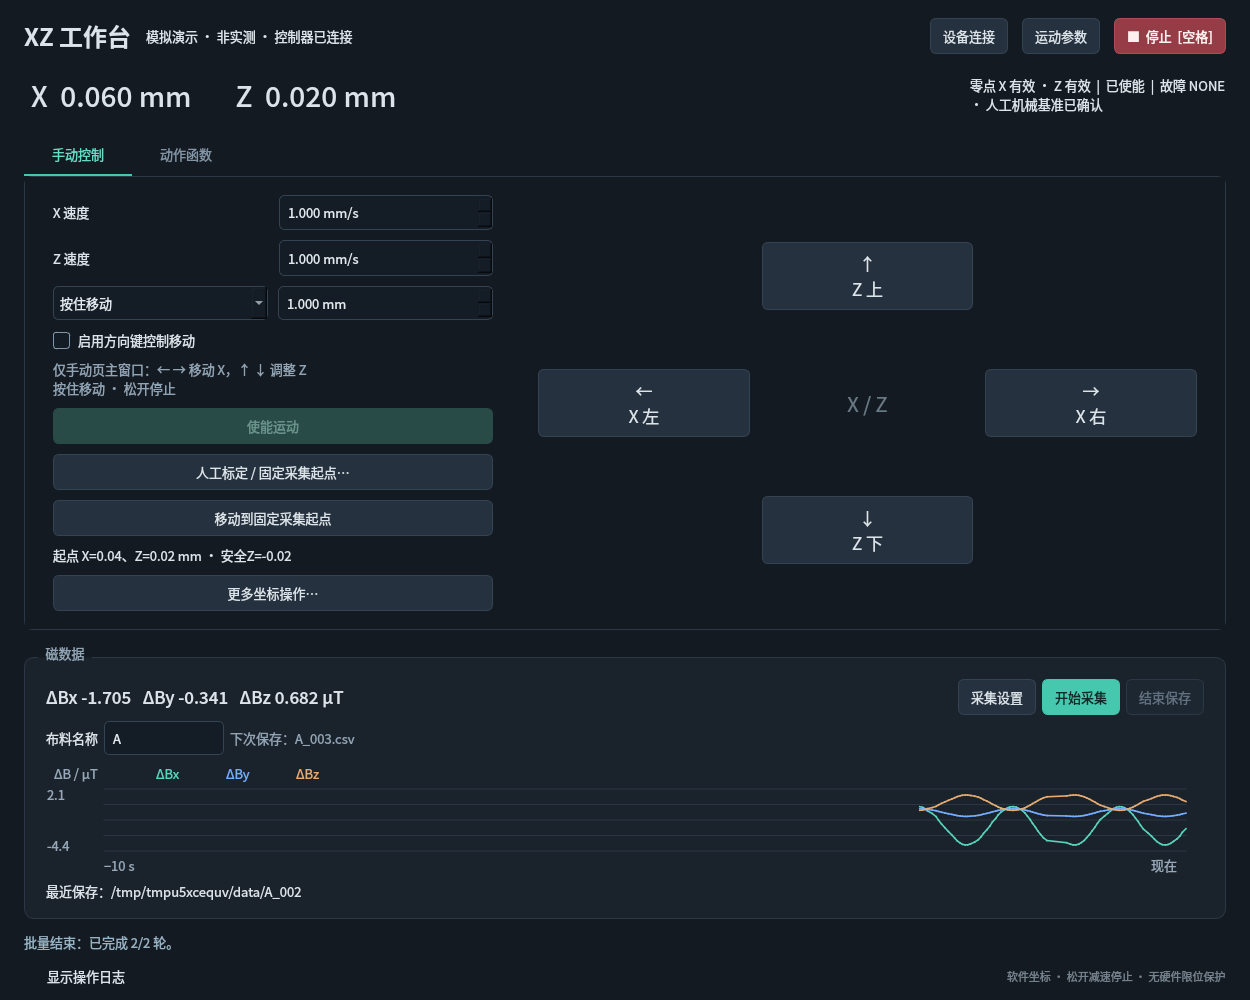 XZ 工作台 模拟演示 · 非实测 · 控制器已连接 设备连接 运动参数 ■ 停止 [空格]
X 0.060 mm Z 0.020 mm
零点 X 有效 · Z 有效 | 已使能 | 故障 NONE
· 人工机械基准已确认
手动控制 动作函数
X 速度 1.000 mm/s
Z 速度 1.000 mm/s
按住移动 1.000 mm
启用方向键控制移动
仅手动页主窗口：← → 移动 X，↑ ↓ 调整 Z
按住移动 · 松开停止
使能运动
人工标定 / 固定采集起点…
移动到固定采集起点
起点 X=0.04、Z=0.02 mm · 安全Z=-0.02
更多坐标操作…
↑
Z 上
←
X 左
X / Z
→
X 右
↓
Z 下
磁数据
ΔBx -1.705 ΔBy -0.341 ΔBz 0.682 μT 采集设置 开始采集 结束保存
布料名称 A 下次保存：A_003.csv
ΔB / μT ΔBx ΔBy ΔBz
2.1
-4.4
−10 s 现在
最近保存：/tmp/tmpu5xcequv/data/A_002
批量结束：已完成 2/2 轮。
显示操作日志 软件坐标 · 松开减速停止 · 无硬件限位保护